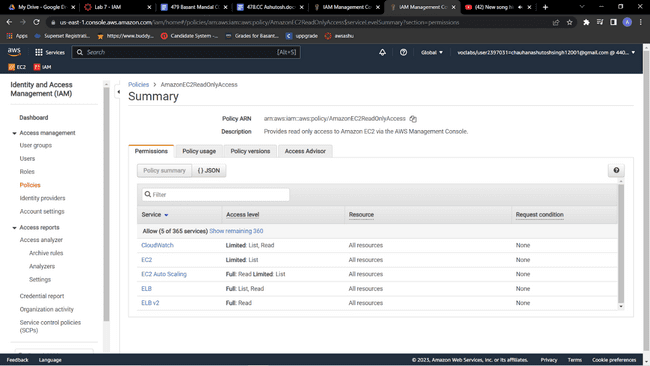 My Drive - Google D
Lab 7 - IAM
479 Basant Mandal C
478.CC Ashutosh.doc
IAM Management Co
IAM Management Co
(42) New song h
us-east-1.console.aws.amazon.com/iam/home#/policies/arn:aws:iam::aws:policy/AmazonEC2ReadOnlyAccess$serviceLevelSummary?section=permissions
Apps
Superset Registratio...
https://www.buddy...
Candidate System -...
Grades for Basant...
upgrade
awsashu
aws
Services
Search
[Alt+S]
Global
voclabs/user2397031=chauhanashutoshsingh12001@gmail.com @ 440...
EC2
IAM
Identity and Access
Management (IAM)
Dashboard
Access management
User groups
Users
Roles
Policies
Identity providers
Account settings
Access reports
Access analyzer
Archive rules
Analyzers
Settings
Credential report
Organization activity
Service control policies
(SCPs)
Policies > AmazonEC2ReadOnlyAccess
Summary
Policy ARN arn:aws:iam::aws:policy/AmazonEC2ReadOnlyAccess
Description Provides read only access to Amazon EC2 via the AWS Management Console.
Permissions Policy usage Policy versions Access Advisor
Policy summary { } JSON
Filter
Service Access level Resource Request condition
Allow (5 of 365 services) Show remaining 360
CloudWatch Limited: List, Read All resources None
EC2 Limited: List All resources None
EC2 Auto Scaling Full: Read Limited: List All resources None
ELB Full: List, Read All resources None
ELB v2 Full: Read All resources None
Feedback Language © 2023, Amazon Web Services, Inc. or its affiliates. Privacy Terms Cookie preferences